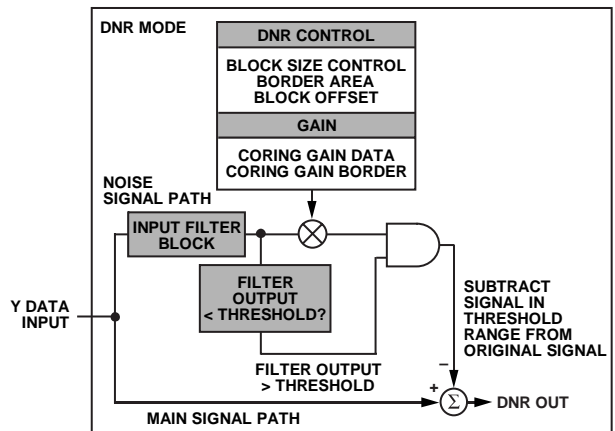 DNR MODE
DNR CONTROL
BLOCK SIZE CONTROL
BORDER AREA
BLOCK OFFSET
GAIN
CORING GAIN DATA
CORING GAIN BORDER
NOISE
SIGNAL PATH
INPUT FILTER
BLOCK
FILTER
OUTPUT
< THRESHOLD?
Y DATA
INPUT
SUBTRACT
SIGNAL IN
THRESHOLD
RANGE FROM
ORIGINAL SIGNAL
FILTER OUTPUT
> THRESHOLD
–
+
Σ
DNR OUT
MAIN SIGNAL PATH